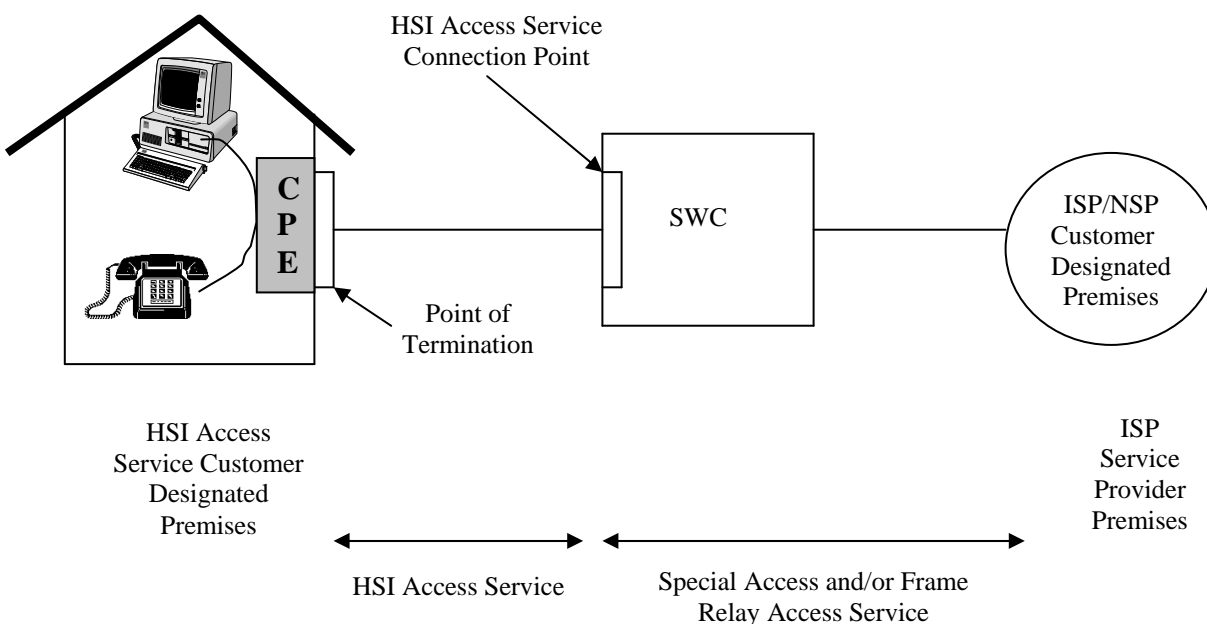 HSI Access Service
Connection Point
C
P
E
SWC
ISP/NSP
Customer
Designated
Premises
Point of
Termination
HSI Access
Service Customer
Designated
Premises
ISP
Service
Provider
Premises
HSI Access Service
Special Access and/or Frame
Relay Access Service